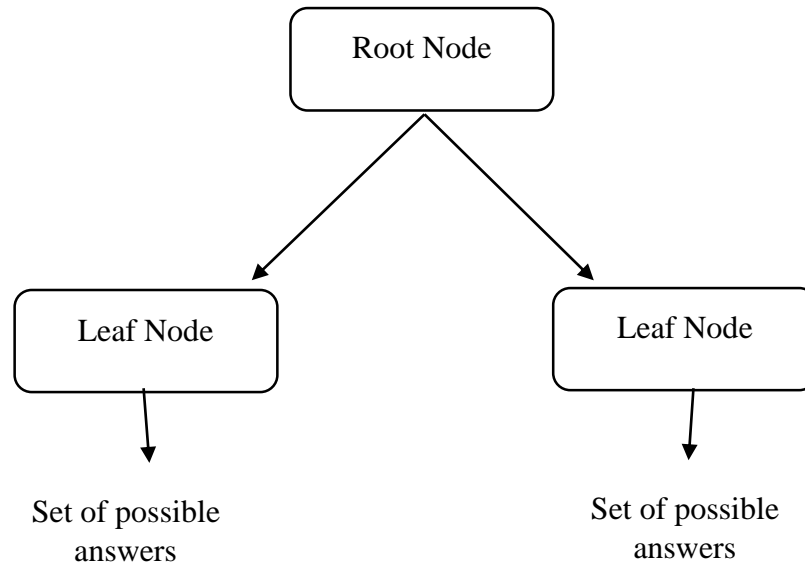 Root Node
Leaf Node
Leaf Node
Set of possible
answers
Set of possible
answers